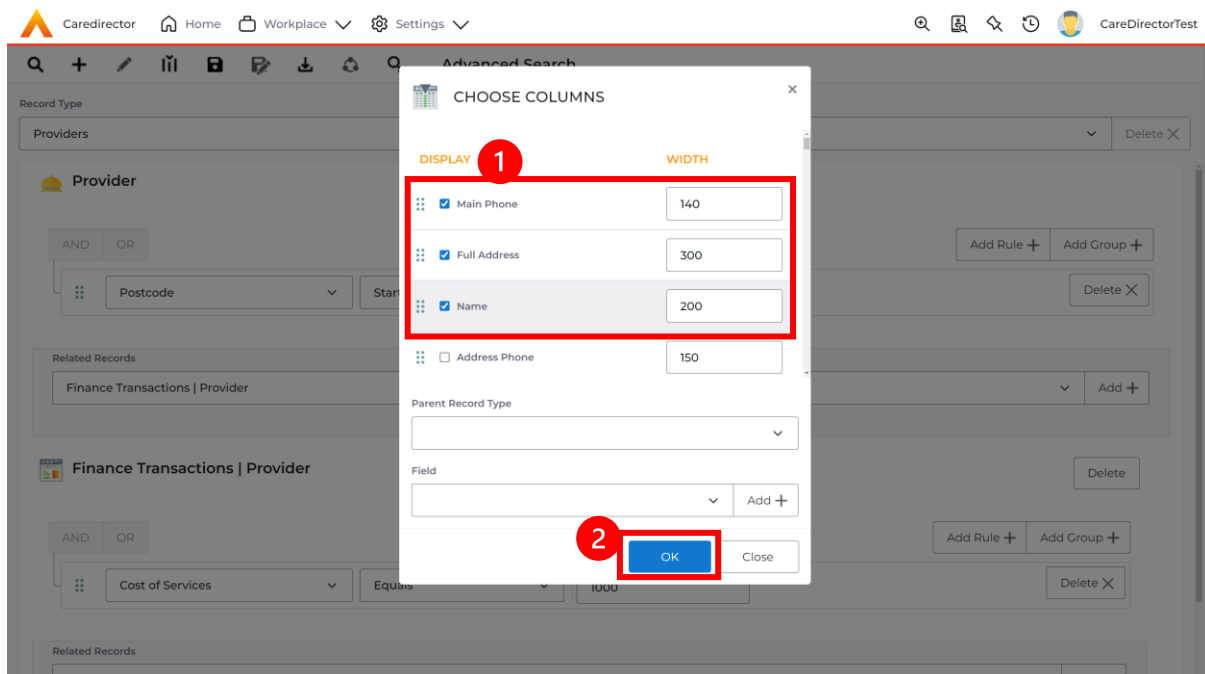 Caredirector Home Workplace Settings CareDirectorTest
Advanced Search
CHOOSE COLUMNS ×
Record Type
Providers Delete
DISPLAY 1 WIDTH
Provider
Main Phone 140
AND OR Add Rule Add Group
Full Address 300
Postcode Start Delete
Name 200
Related Records
Address Phone 150
Finance Transactions | Provider Add
Parent Record Type
Finance Transactions | Provider Delete
Field
Add
AND OR 2 Add Rule Add Group
OK Close
Cost of Services Equals 1000 Delete
Related Records